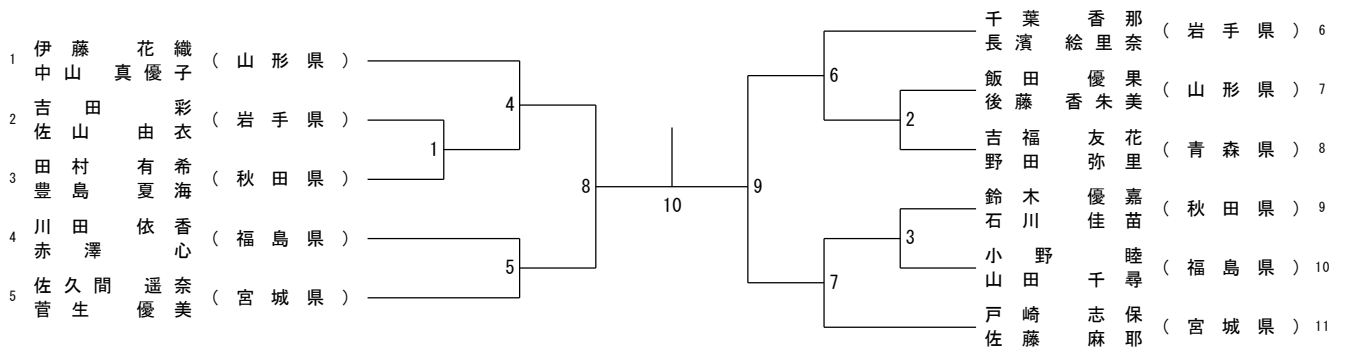 1 伊藤 花織 (山形県)
中山 真優子
2 吉田 彩 (岩手県)
佐山 由衣
3 田村 有希 (秋田県)
豊島 夏海
4 川田 依香 (福島県)
赤澤 心
5 佐久間 遥奈 (宮城県)
菅生 優美
4
1
8
5
10
9
6
2
3
7
千葉 香那 (岩手県) 6
長濱 絵里奈
飯田 優果 (山形県) 7
後藤 香朱美
吉福 友花 (青森県) 8
野田 弥里
鈴木 優嘉 (秋田県) 9
石川 佳苗
小野 睦 (福島県) 10
山田 千尋
戸崎 志保 (宮城県) 11
佐藤 麻耶